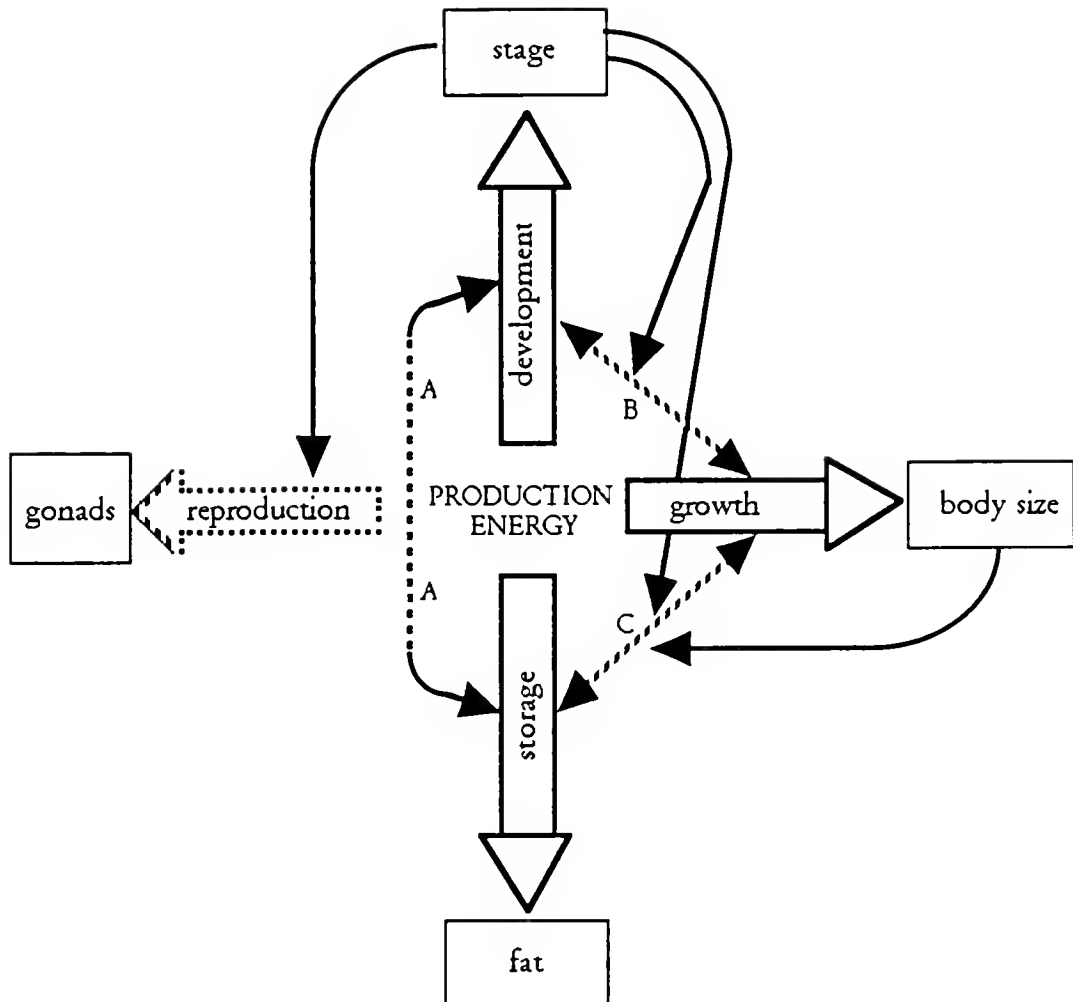 stage
development
A
B
gonads
reproduction
PRODUCTION
ENERGY
growth
body size
A
C
storage
fat